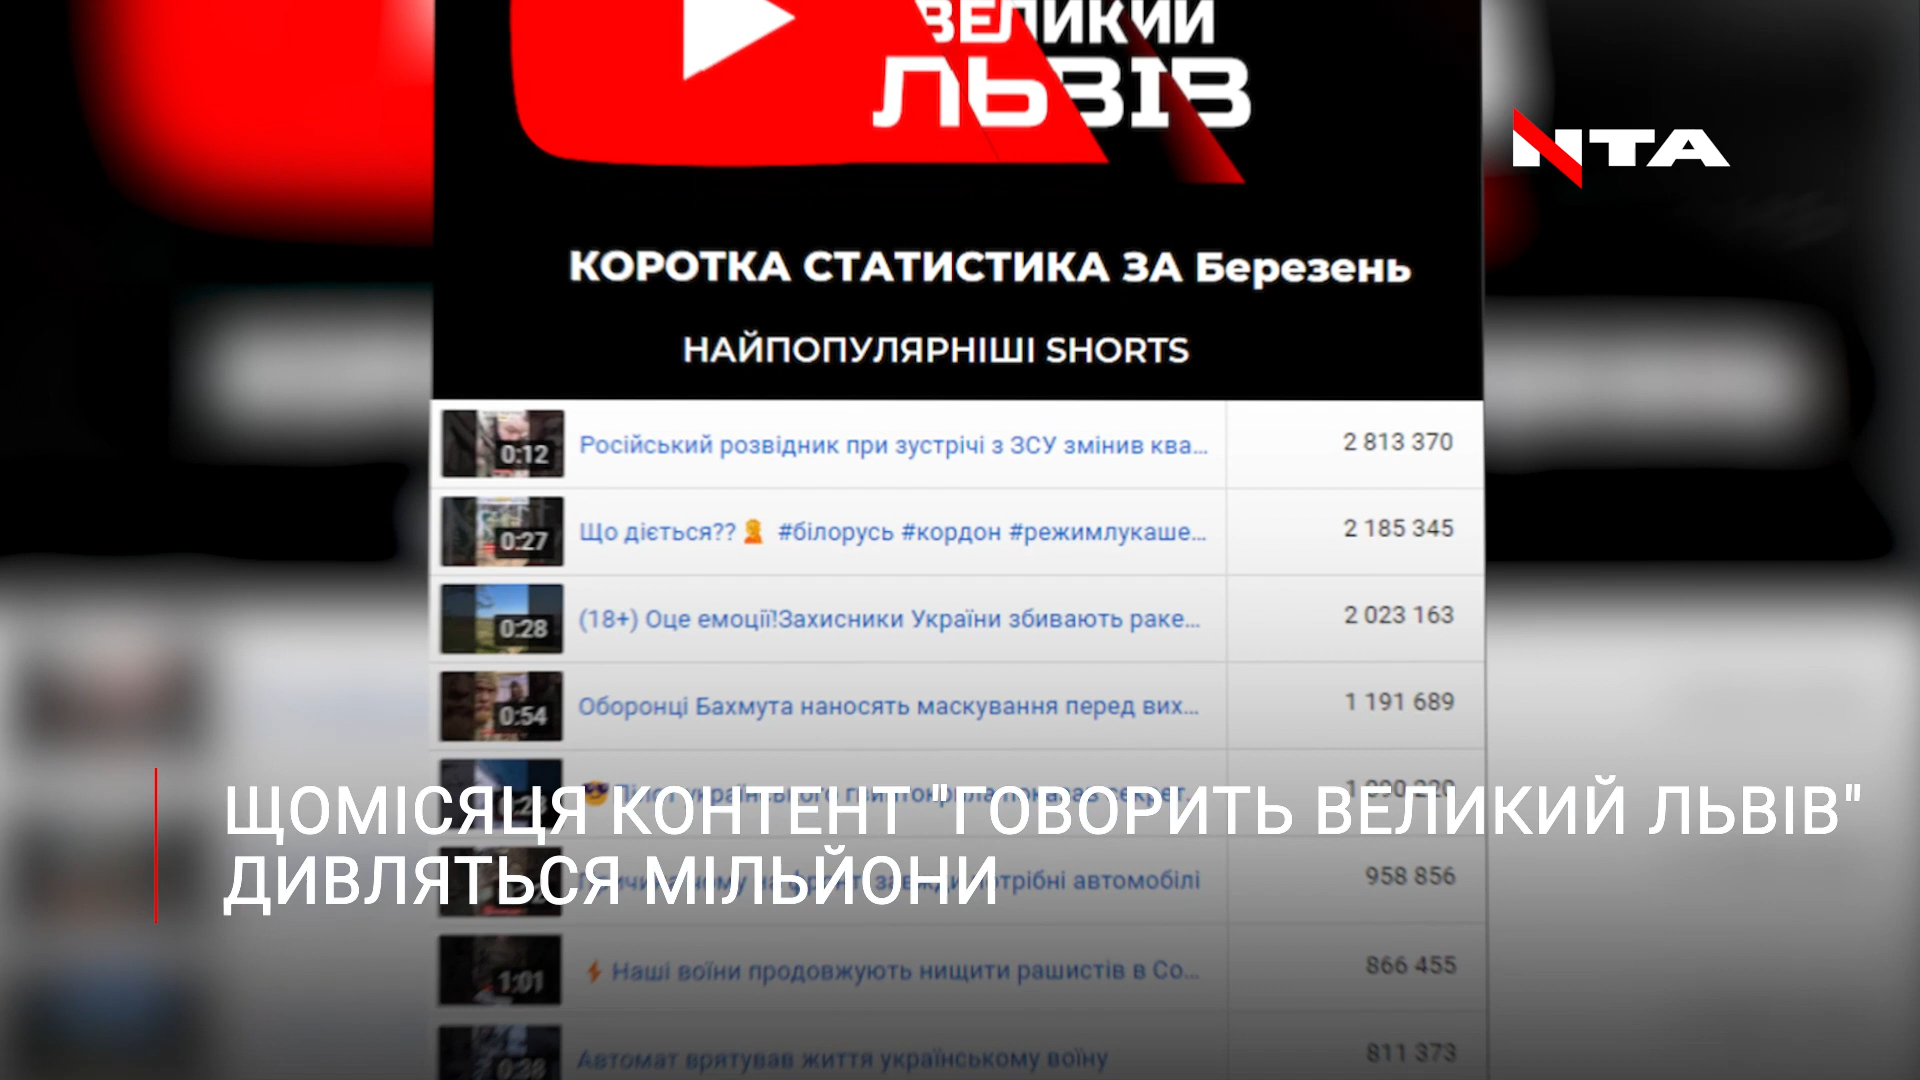 ВЕЛИКИЙ
ЛЬВІВ
NTA
КОРОТКА СТАТИСТИКА ЗА Березень
НАЙПОПУЛЯРНІШІ SHORTS
0:12 Російський розвідник при зустрічі з ЗСУ змінив ква... 2 813 370
0:27 Що діється?? #білорусь #кордон #режимлукаше... 2 185 345
0:28 (18+) Оце емоції!Захисники України збивають раке... 2 023 163
0:54 Оборонці Бахмута наносять маскування перед вих... 1 191 689
ЩОМІСЯЦЯ КОНТЕНТ "ГОВОРИТЬ ВЕЛИКИЙ ЛЬВІВ"
ДИВЛЯТЬСЯ МІЛЬЙОНИ
потрібні автомобілі 958 856
1:01 Наші воїни продовжують нищити рашистів в Со... 866 455
0:38 Автомат врятував життя українському воїну 811 373